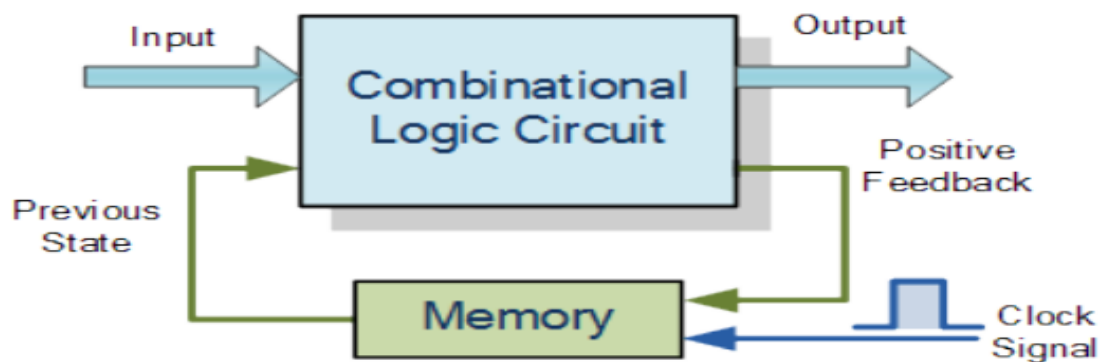 Input
Output
Combinational
Logic Circuit
Positive
Feedback
Previous
State
Memory
Clock
Signal